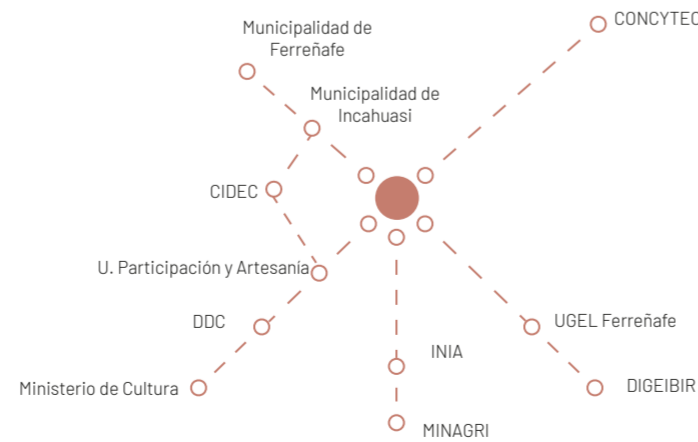 CONCYTEC
Municipalidad de
Ferreñafe
Municipalidad de
Incahuasi
CIDEC
U. Participación y Artesanía
DDC
UGEL Ferreñafe
INIA
Ministerio de Cultura
DIGEIBIR
MINAGRI